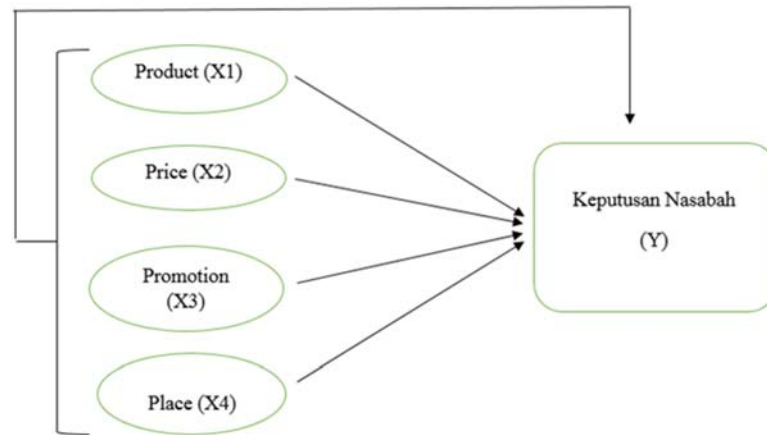 Product (X1)
Price (X2)
Promotion
(X3)
Place (X4)
Keputusan Nasabah
(Y)